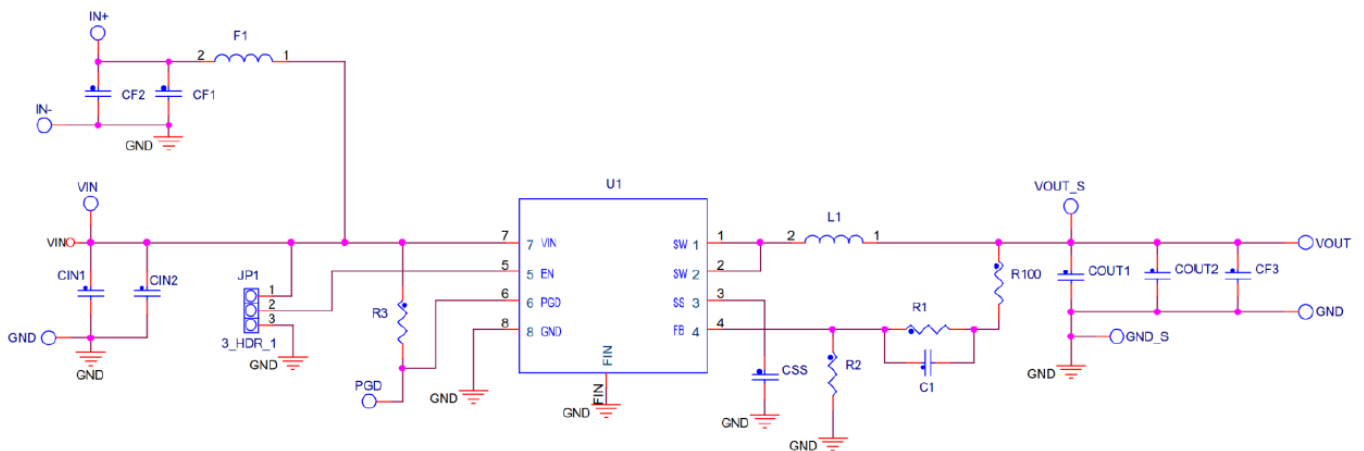 IN+
F1
2
1
CF2
CF1
IN-
GND
U1
VIN
VOUT_S
L1
VIN
7
VIN
SW
1
1
2
1
VOUT
CIN1
CIN2
JP1
5
EN
SW
2
2
R100
COUT1
COUT2
CF3
1
2
3
6
PGD
SS
3
3
R3
R1
GND
GND
8
GND
FB
4
4
GND_S
3_HDR_1
FIN
R2
C1
GND
GND
CSS
GND
PGD
FIN
GND
GND
GND
GND
7
5
6
8